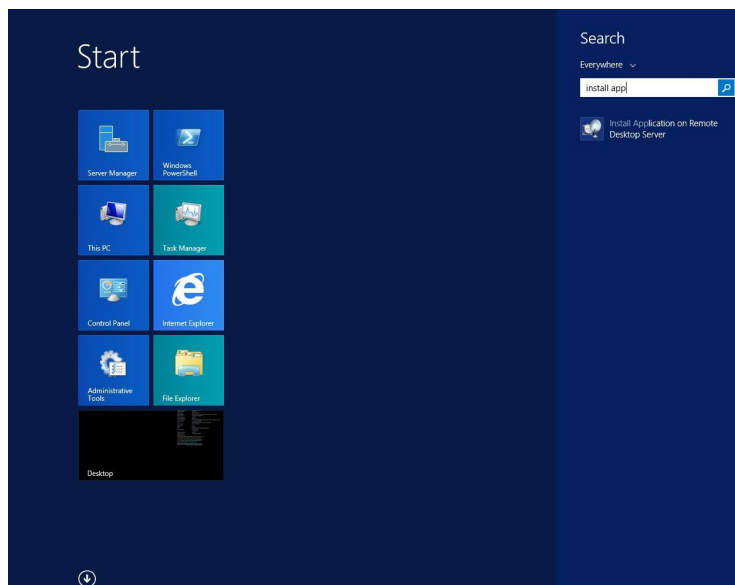 Start
Server Manager
Windows
PowerShell
This PC
Task Manager
Control Panel
Internet Explorer
Administrative
Tools
File Explorer
Desktop
Search
Everywhere
install app
Install Application on Remote
Desktop Server